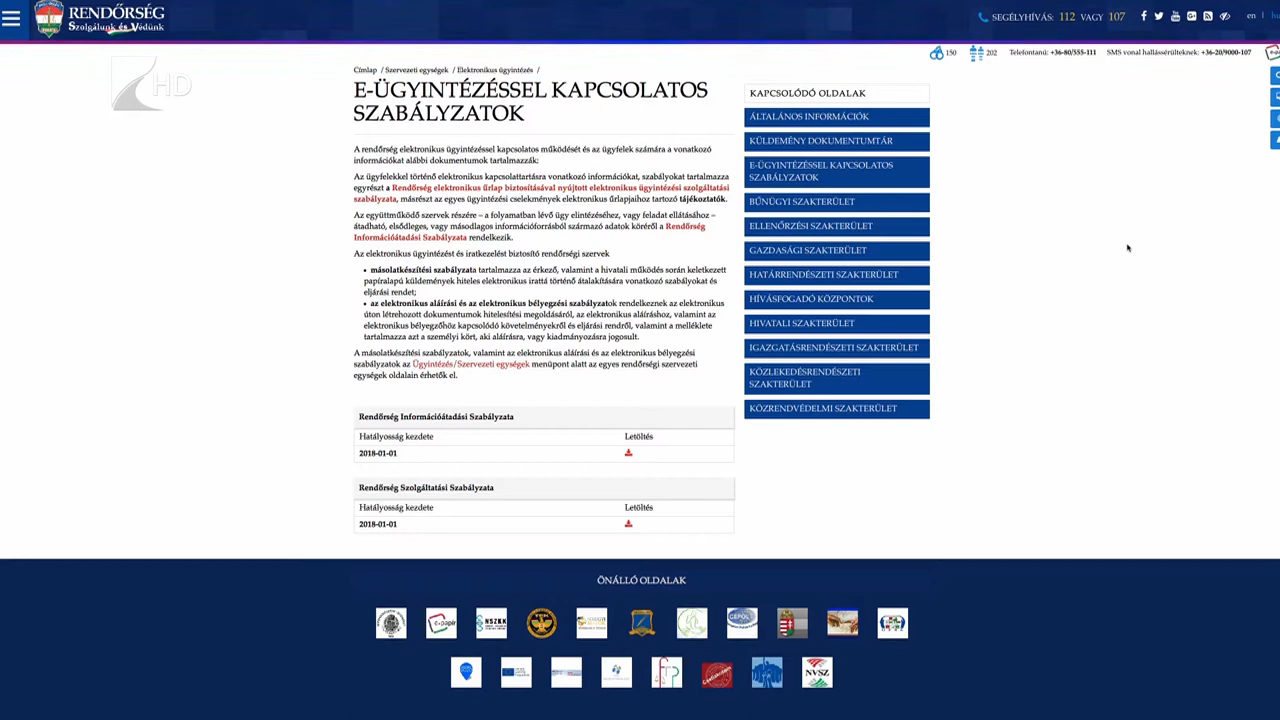 RENDŐRSÉG
Szolgálunk és Védünk
SEGÉLYHÍVÁS: 112 VAGY 107
en
150
202
Telefontanú: +36-80/555-111
SMS vonal hallássérülteknek: +36-20/9000-107
HD
Címlap / Szervezeti egységek / Elektronikus ügyintézés /
E-ÜGYINTÉZÉSSEL KAPCSOLATOS
SZABÁLYZATOK
A rendőrség elektronikus ügyintézéssel kapcsolatos működését és az ügyfelek számára a vonatkozó
információkat alábbi dokumentumok tartalmazzák:
Az ügyfelekkel történő elektronikus kapcsolattartásra vonatkozó információkat, szabályokat tartalmazza
egyrészt a Rendőrség elektronikus űrlap biztosításával nyújtott elektronikus ügyintézési szolgáltatási
szabályzata, másrészt az egyes ügyintézési cselekmények elektronikus űrlapjaihoz tartozó tájékoztatók.
Az együttműködő szervek részére – a folyamatban lévő ügy elintézéséhez, vagy feladat ellátásához –
átadható, elsődleges, vagy másodlagos információforrásból származó adatok köréről a Rendőrség
Információátadási Szabályzata rendelkezik.
Az elektronikus ügyintézést és iratkezelést biztosító rendőrségi szervek
• másolatkészítési szabályzata tartalmazza az érkező, valamint a hivatali működés során keletkezett
papíralapú küldemények hiteles elektronikus irattá történő átalakítására vonatkozó szabályokat és
eljárási rendet;
• az elektronikus aláírási és az elektronikus bélyegzési szabályzatok rendelkeznek az elektronikus
úton létrehozott dokumentumok hitelesítési megoldásáról, az elektronikus aláíráshoz, valamint az
elektronikus bélyegzőhöz kapcsolódó követelményekről és eljárási rendről, valamint a melléklete
tartalmazza azt a személyi kört, aki aláírásra, vagy kiadmányozásra jogosult.
A másolatkészítési szabályzatok, valamint az elektronikus aláírási és az elektronikus bélyegzési
szabályzatok az Ügyintézés/Szervezeti egységek menüpont alatt az egyes rendőrségi szervezeti
egységek oldalain érhetők el.
Rendőrség Információátadási Szabályzata
Hatályosság kezdete Letöltés
2018-01-01
Rendőrség Szolgáltatási Szabályzata
Hatályosság kezdete Letöltés
2018-01-01
KAPCSOLÓDÓ OLDALAK
ÁLTALÁNOS INFORMÁCIÓK
KÜLDEMÉNY DOKUMENTUMTÁR
E-ÜGYINTÉZÉSSEL KAPCSOLATOS
SZABÁLYZATOK
BŰNÜGYI SZAKTERÜLET
ELLENŐRZÉSI SZAKTERÜLET
GAZDASÁGI SZAKTERÜLET
HATÁRRENDÉSZETI SZAKTERÜLET
HÍVÁSFOGADÓ KÖZPONTOK
HIVATALI SZAKTERÜLET
IGAZGATÁSRENDÉSZETI SZAKTERÜLET
KÖZLEKEDÉSRENDÉSZETI
SZAKTERÜLET
KÖZRENDVÉDELMI SZAKTERÜLET
ÖNÁLLÓ OLDALAK
e-papír
NSZKK
CEPOL
NVSZ